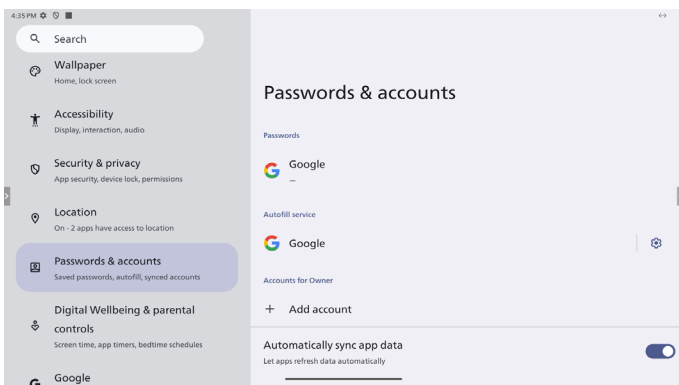 4:35 PM
Search
Wallpaper
Home, lock screen
Accessibility
Display, interaction, audio
Security & privacy
App security, device lock, permissions
Location
On - 2 apps have access to location
Passwords & accounts
Saved passwords, autofill, synced accounts
Digital Wellbeing & parental
controls
Screen time, app timers, bedtime schedules
Google
Passwords & accounts
Passwords
Google
—
Autofill service
Google
Accounts for Owner
+ Add account
Automatically sync app data
Let apps refresh data automatically